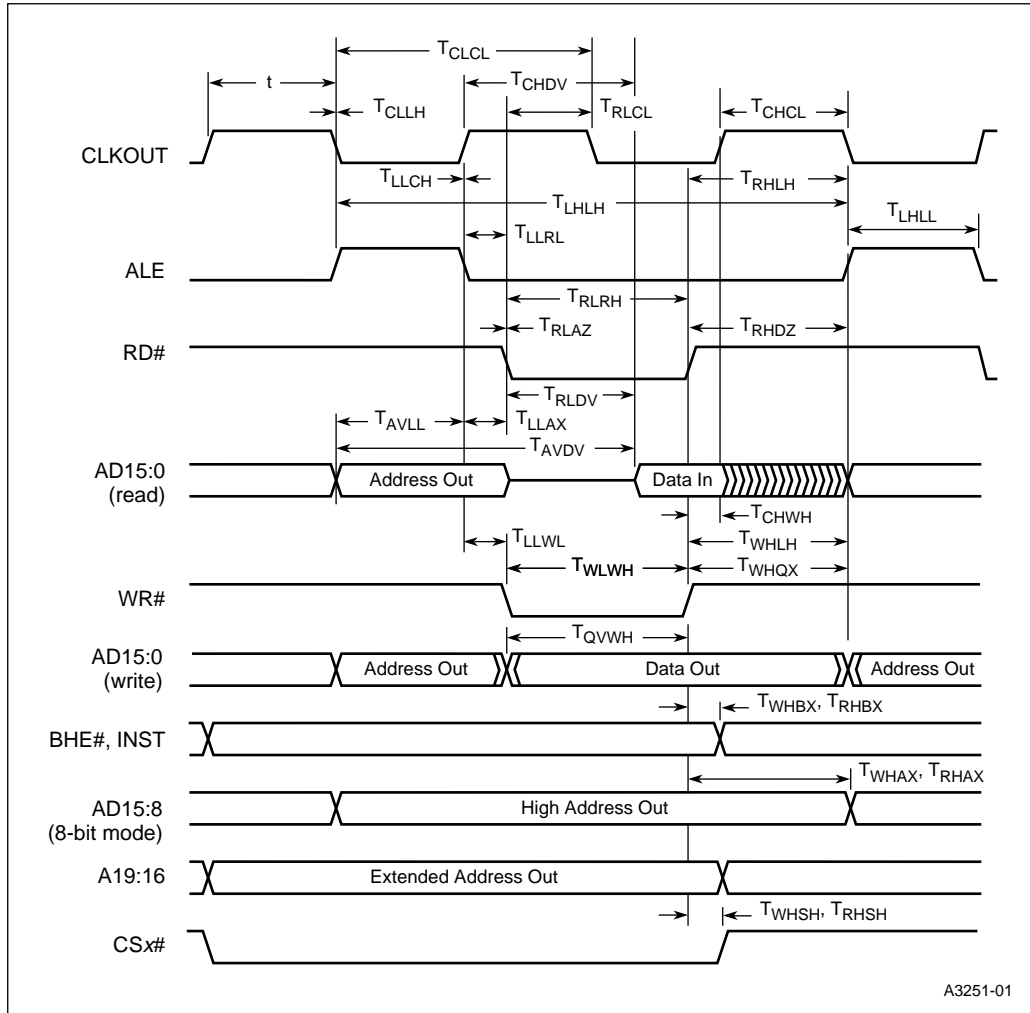 T_CLCL
t
T_CHDV
T_CLLH
T_RLCL
T_CHCL
CLKOUT
T_LLCH
T_RHLH
T_LHLH
T_LHLL
T_LLRL
ALE
T_RLRH
T_RLAZ
T_RHDZ
RD#
T_RLDV
T_AVLL
T_LLAX
T_AVDV
AD15:0
(read)
Address Out
Data In
T_CHWH
T_LLWL
T_WHLH
T_WLWH
T_WHQX
WR#
T_QVWH
AD15:0
(write)
Address Out
Data Out
Address Out
T_WHBX, T_RHBX
BHE#, INST
T_WHAX, T_RHAX
AD15:8
(8-bit mode)
High Address Out
A19:16
Extended Address Out
T_WHSH, T_RHSH
CSx#
A3251-01